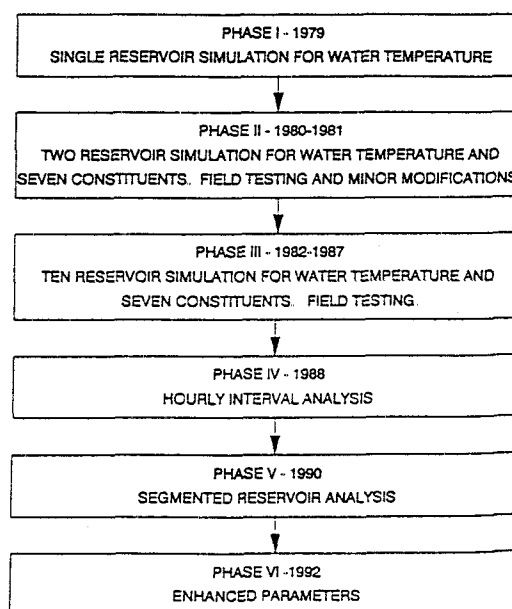 PHASE I - 1979
SINGLE RESERVOIR SIMULATION FOR WATER TEMPERATURE
PHASE II - 1980-1981
TWO RESERVOIR SIMULATION FOR WATER TEMPERATURE AND
SEVEN CONSTITUENTS. FIELD TESTING AND MINOR MODIFICATIONS
PHASE III - 1982-1987
TEN RESERVOIR SIMULATION FOR WATER TEMPERATURE AND
SEVEN CONSTITUENTS. FIELD TESTING.
PHASE IV - 1988
HOURLY INTERVAL ANALYSIS
PHASE V - 1990
SEGMENTED RESERVOIR ANALYSIS
PHASE VI -1992
ENHANCED PARAMETERS